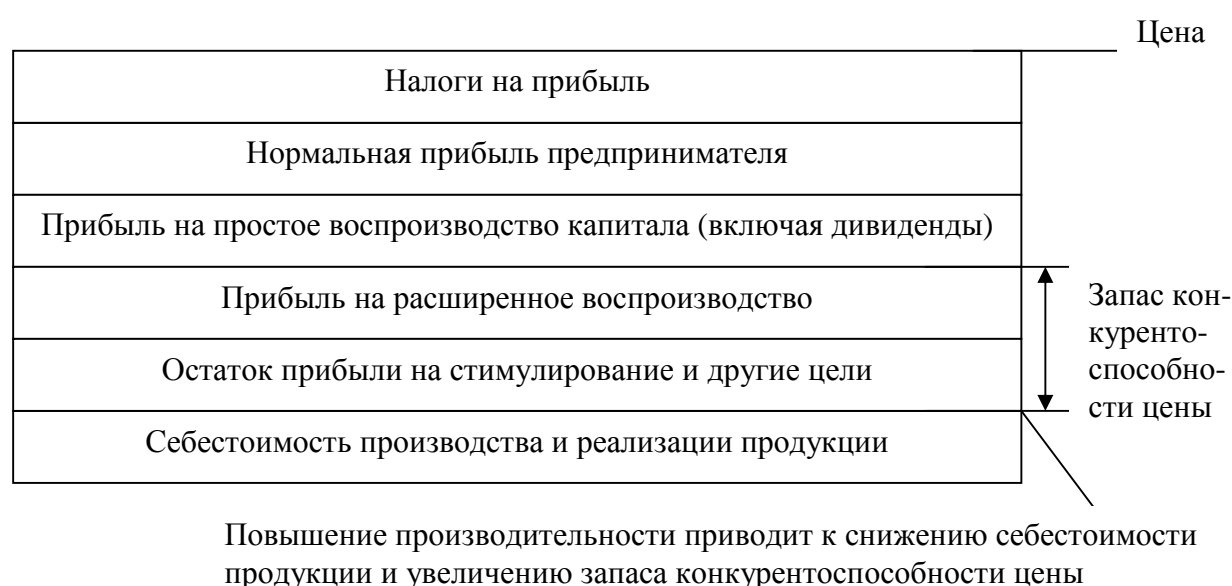 Цена
Налоги на прибыль
Нормальная прибыль предпринимателя
Прибыль на простое воспроизводство капитала (включая дивиденды)
Прибыль на расширенное воспроизводство
Остаток прибыли на стимулирование и другие цели
Себестоимость производства и реализации продукции
Запас кон-
куренто-
способно-
сти цены
Повышение производительности приводит к снижению себестоимости
продукции и увеличению запаса конкурентоспособности цены